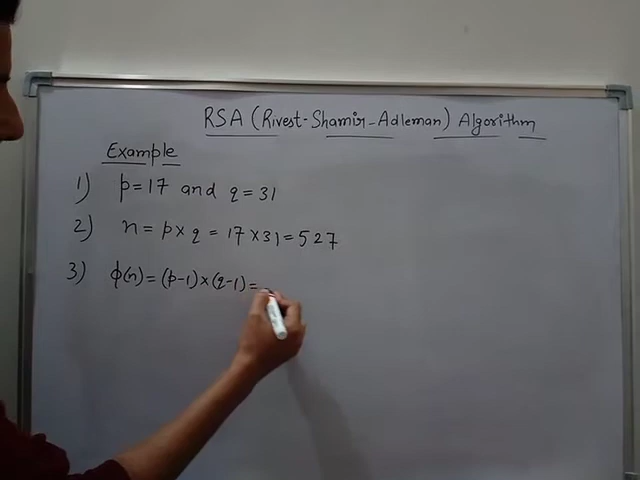 RSA (Rivest-Shamir-Adleman) Algorithm
Example
1) p=17 and q=31
2) n= p×q = 17×31=527
3) ϕ(n)=(p-1)×(q-1)=